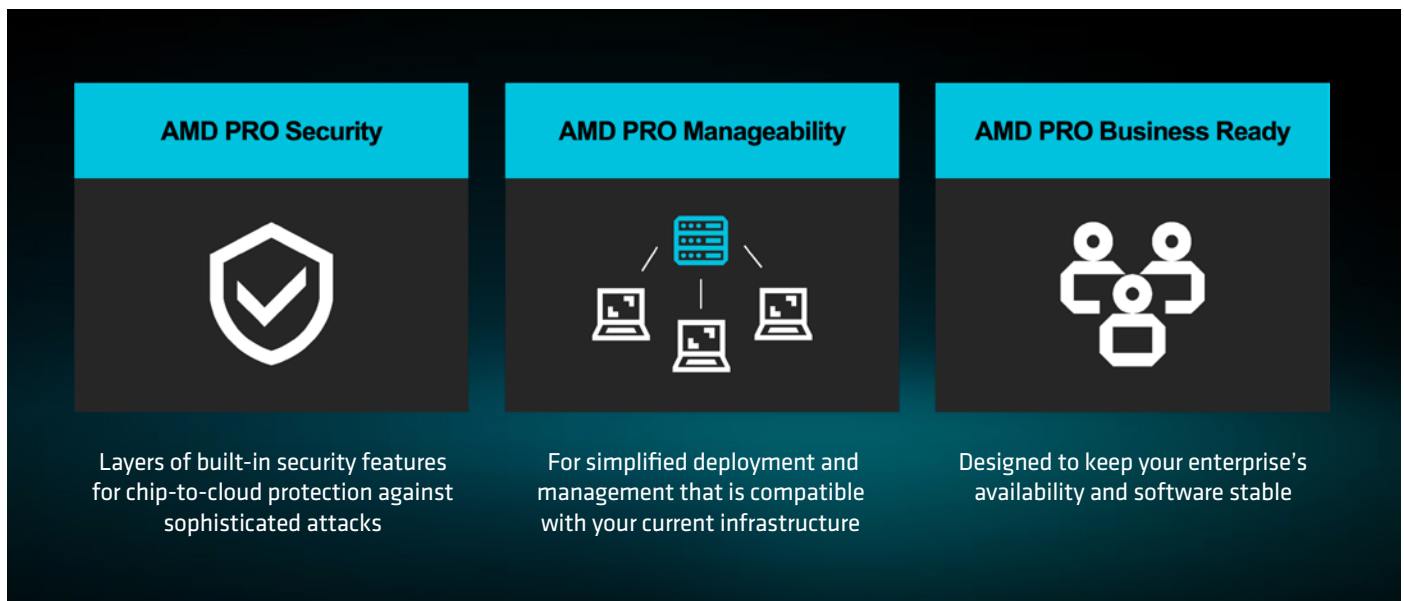 AMD PRO Security
AMD PRO Manageability
AMD PRO Business Ready
Layers of built-in security features
for chip-to-cloud protection against
sophisticated attacks
For simplified deployment and
management that is compatible
with your current infrastructure
Designed to keep your enterprise’s
availability and software stable